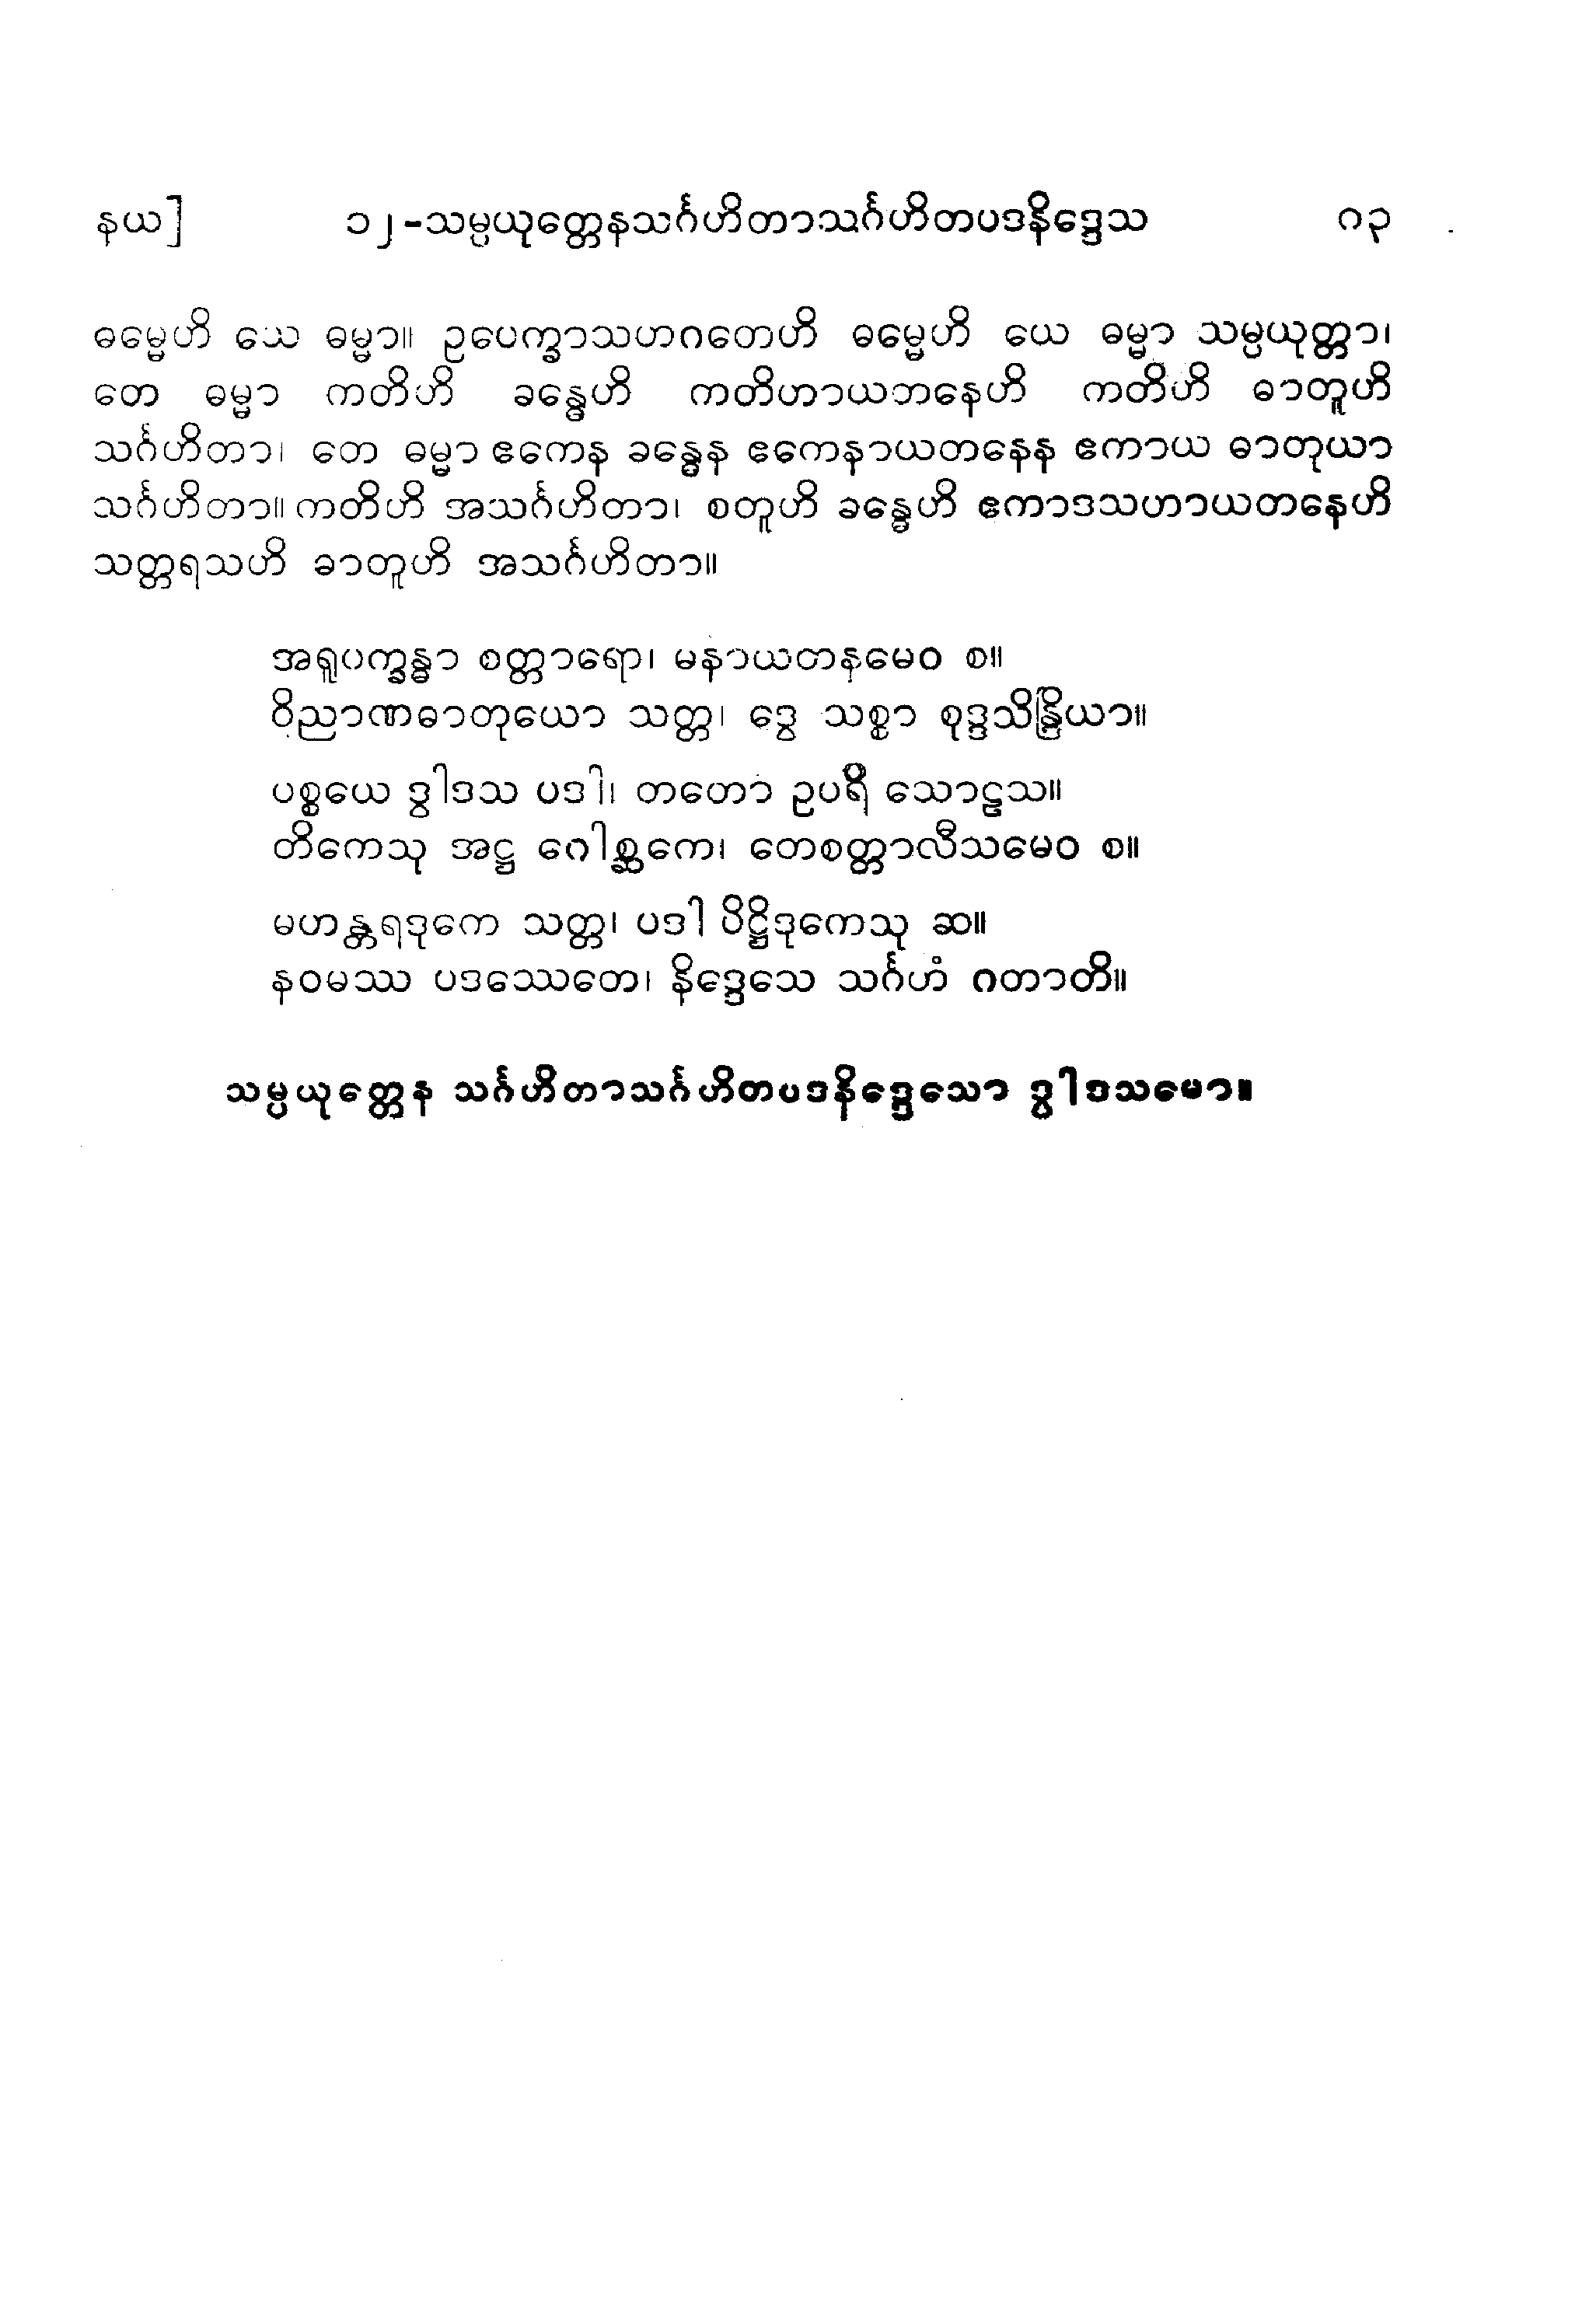 နယ] ၁၂-သမ္ပယုတ္တေနသင်္ဂဟိတာသင်္ဂဟိတပဒနိဒ္ဒေသ ၈၃
ဓမ္မေဟိ ယေ ဓမ္မာ။ ဥပေက္ခာသဟဂတေဟိ ဓမ္မေဟိ ယေ ဓမ္မာ သမ္ပယုတ္တာ၊
တေ ဓမ္မာ ကတိဟိ ခန္ဓေဟိ ကတိဟာယတနေဟိ ကတိဟိ ဓာတူဟိ
သင်္ဂဟိတာ၊ တေ ဓမ္မာ ဧကေန ခန္ဓေန ဧကေနာယတနေန ဧကာယ ဓာတုယာ
သင်္ဂဟိတာ။ ကတိဟိ အသင်္ဂဟိတာ၊ စတူဟိ ခန္ဓေဟိ ဧကာဒသဟာယတနေဟိ
သတ္တရသဟိ ဓာတူဟိ အသင်္ဂဟိတာ။
အရူပက္ခန္ဓာ စတ္တာရော၊ မနာယတနမေဝ စ။
ဝိညာဏဓာတုယော သတ္တ၊ ဒွေ သစ္စာ စုဒ္ဒသိန္ဒြိယာ။
ပစ္စယေ ဒွါဒသ ပဒါ၊ တတော ဥပရိ သောဠသ။
တိကေသု အဋ္ဌ ဂေါစ္ဆကေ၊ တေစတ္တာလီသမေဝ စ။
မဟန္တရဒုကေ သတ္တ၊ ပဒါ ပိဋ္ဌိဒုကေသု ဆ။
နဝမဿ ပဒဿေတေ၊ နိဒ္ဒေသေ သင်္ဂဟံ ဂတာတိ။
သမ္ပယုတ္တေန သင်္ဂဟိတာသင်္ဂဟိတပဒနိဒ္ဒေသော ဒွါဒသမော။